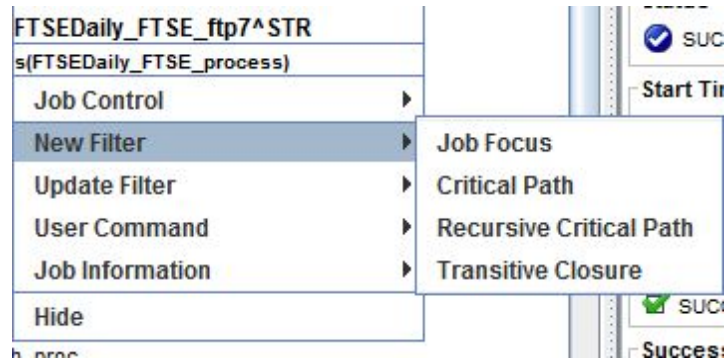 FTSEDaily_FTSE_ftp7^STR
s(FTSEDaily_FTSE_process)
Job Control
New Filter
Update Filter
User Command
Job Information
Hide
Job Focus
Critical Path
Recursive Critical Path
Transitive Closure
SUC
Start Tir
SUCC
Success